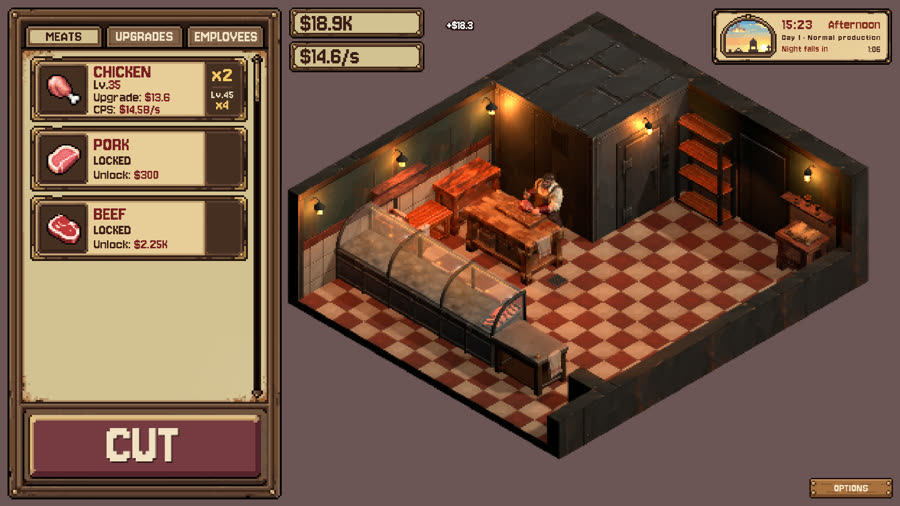 MEATS
UPGRADES
EMPLOYEES
CHICKEN
Lv.35
Upgrade: $13.6
CPS: $14.58/s
x2
Lv.45
x4
PORK
LOCKED
Unlock: $300
BEEF
LOCKED
Unlock: $2.25K
CUT
$18.9K
$14.6/s
+$18.3
15:23 Afternoon
Day 1 - Normal production
Night falls in 1:06
OPTIONS